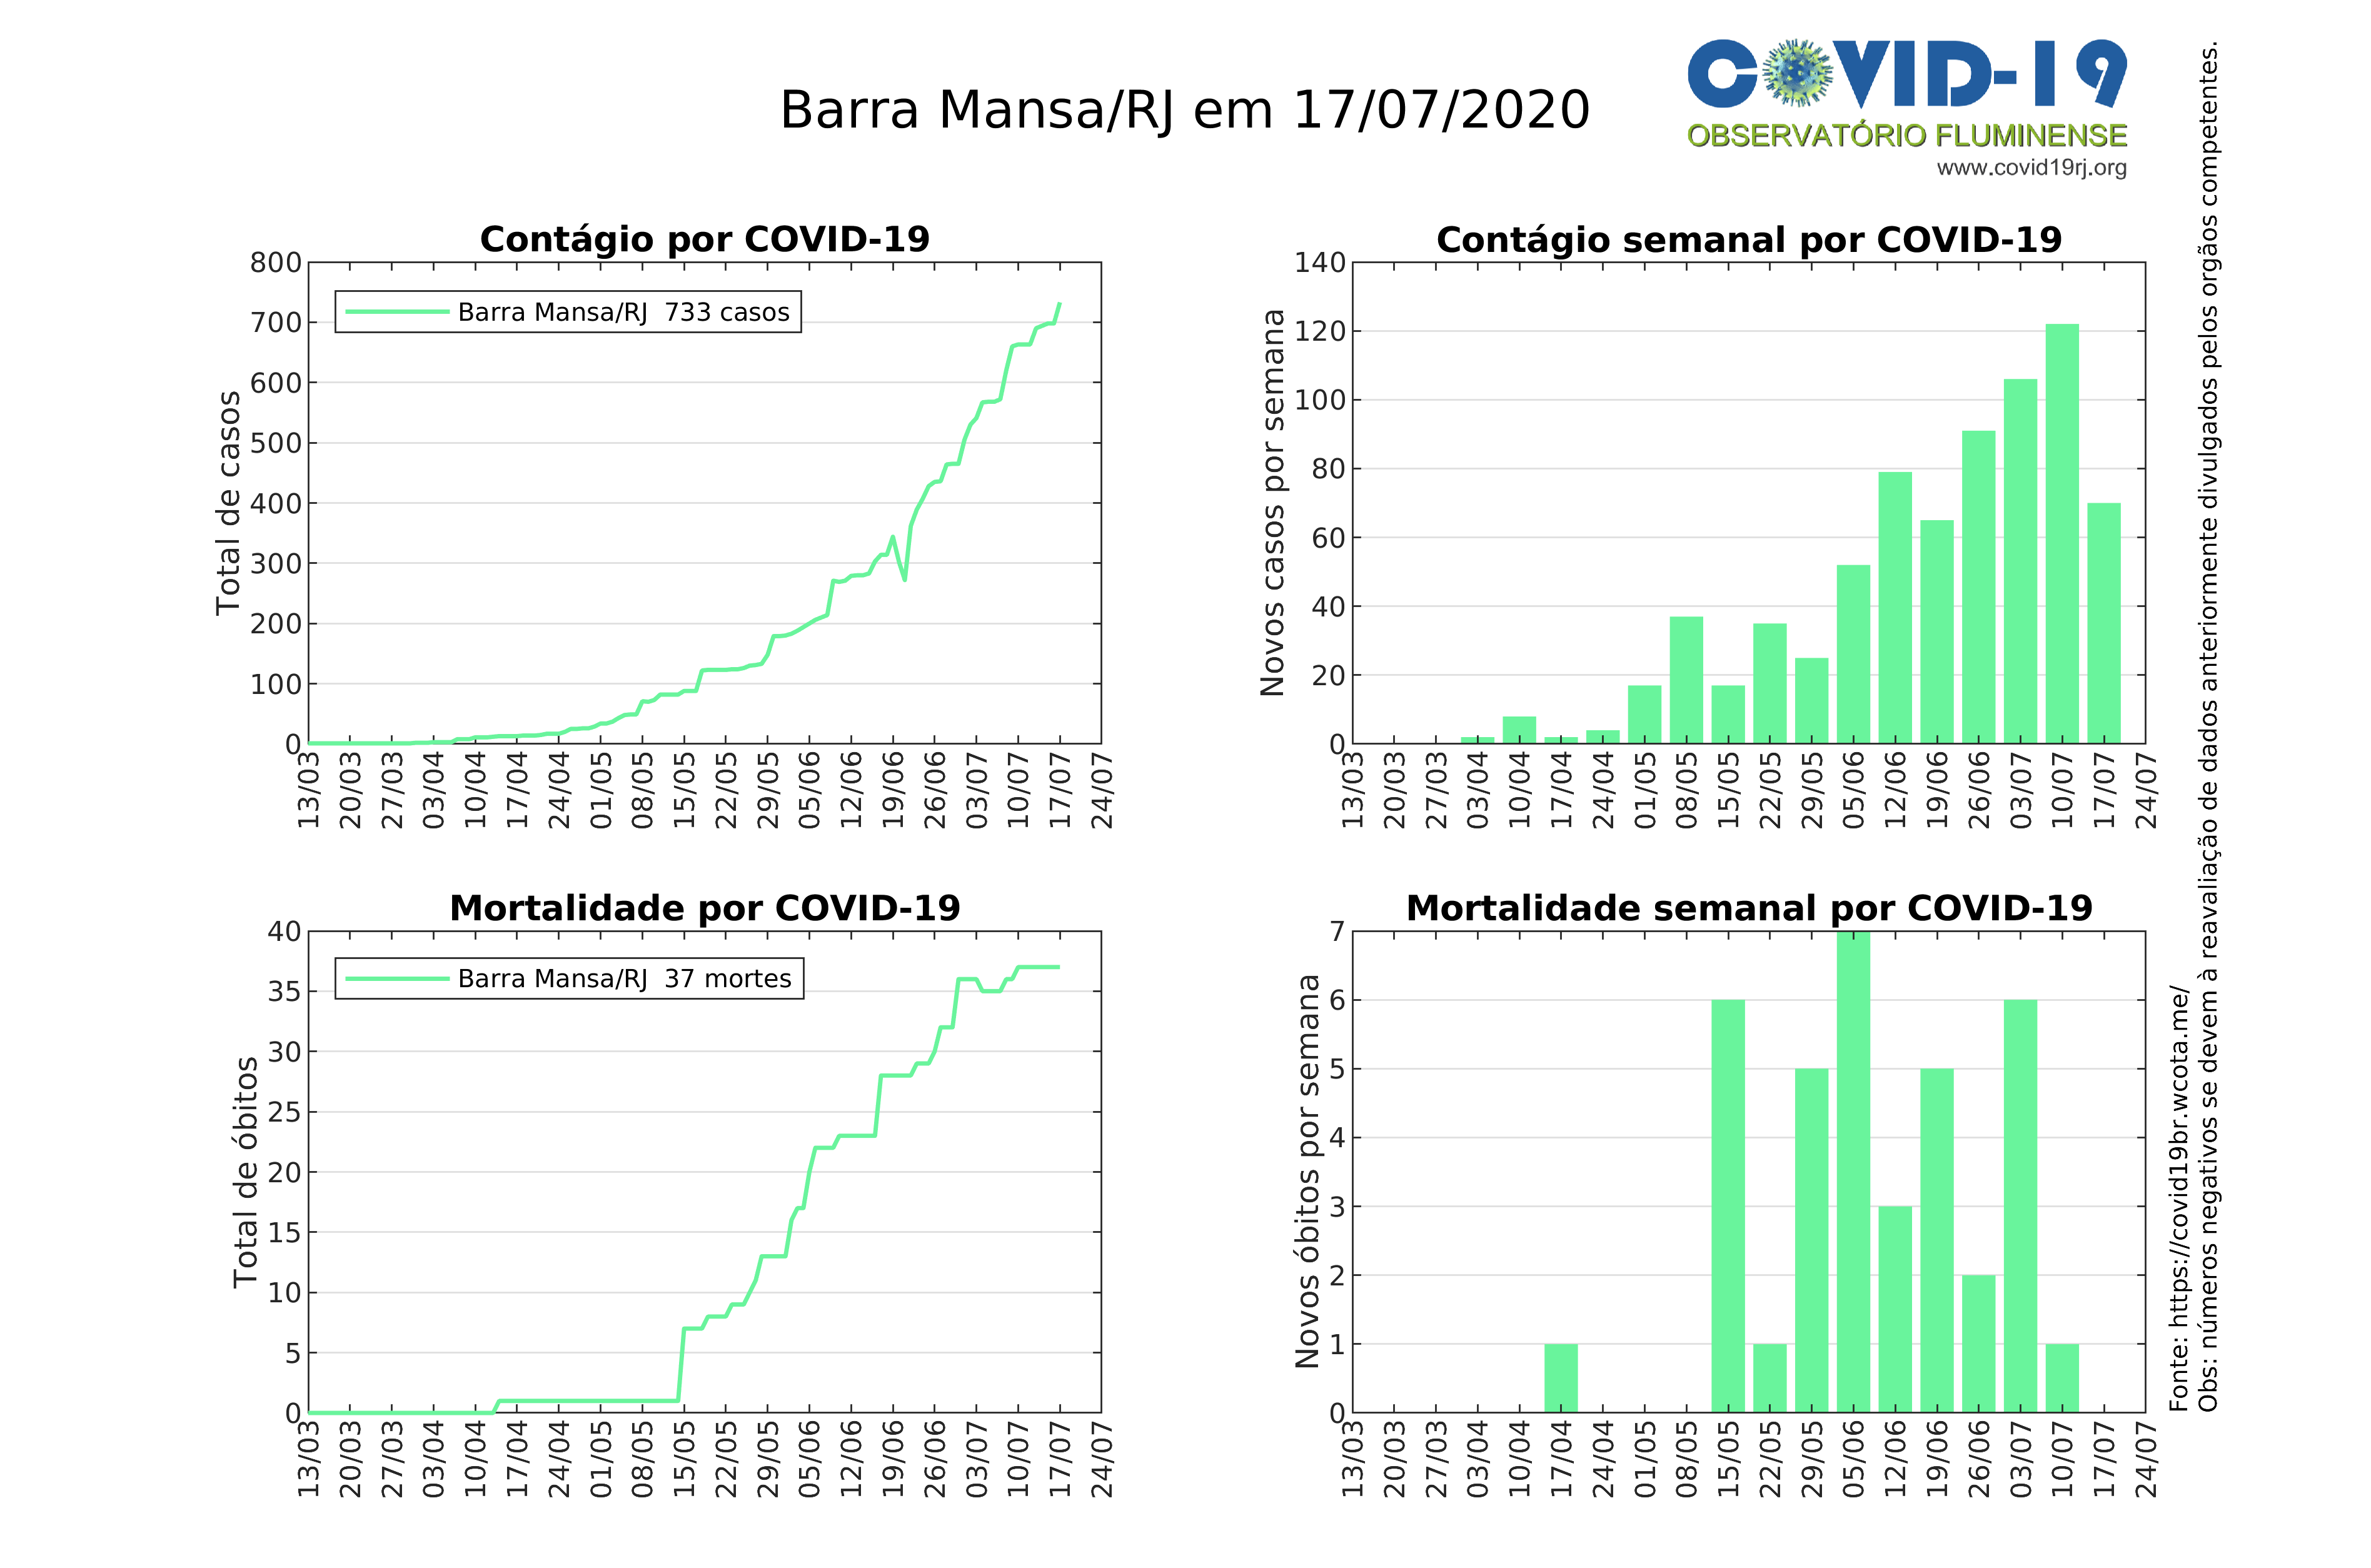 Barra Mansa/RJ em 17/07/2020
COVID-19
OBSERVATÓRIO FLUMINENSE
www.covid19rj.org
Contágio por COVID-19
Total de casos
800
700
600
500
400
300
200
100
0
Barra Mansa/RJ 733 casos
13/03 20/03 27/03 03/04 10/04 17/04 24/04 01/05 08/05 15/05 22/05 29/05 05/06 12/06 19/06 26/06 03/07 10/07 17/07 24/07
Contágio semanal por COVID-19
Novos casos por semana
140
120
100
80
60
40
20
0
13/03 20/03 27/03 03/04 10/04 17/04 24/04 01/05 08/05 15/05 22/05 29/05 05/06 12/06 19/06 26/06 03/07 10/07 17/07 24/07
Mortalidade por COVID-19
Total de óbitos
40
35
30
25
20
15
10
5
0
Barra Mansa/RJ 37 mortes
13/03 20/03 27/03 03/04 10/04 17/04 24/04 01/05 08/05 15/05 22/05 29/05 05/06 12/06 19/06 26/06 03/07 10/07 17/07 24/07
Mortalidade semanal por COVID-19
Novos óbitos por semana
7
6
5
4
3
2
1
0
13/03 20/03 27/03 03/04 10/04 17/04 24/04 01/05 08/05 15/05 22/05 29/05 05/06 12/06 19/06 26/06 03/07 10/07 17/07 24/07
Fonte: https://covid19br.wcota.me/
Obs: números negativos se devem à reavaliação de dados anteriormente divulgados pelos orgãos competentes.